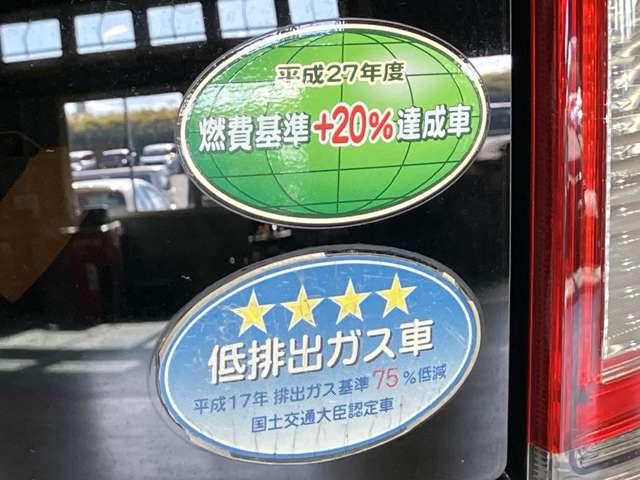 平成27年度
燃費基準+20%達成車
★★★★
低排出ガス車
平成17年 排出ガス基準75%低減
国土交通大臣認定車